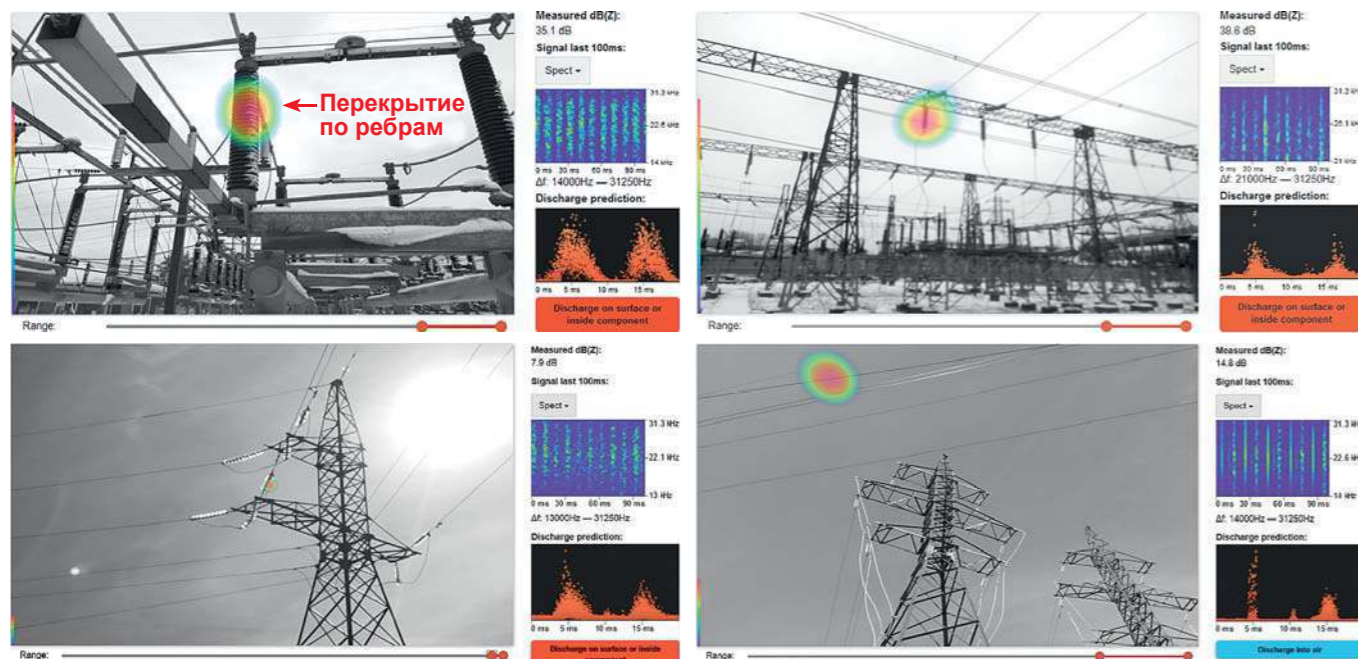 Measured dB(Z):
35.1 dB
Signal last 100ms:
Spect
31.3 kHz
22.6 kHz
14 kHz
0 ms 30 ms 60 ms 90 ms
Δf: 14000Hz — 31250Hz
Discharge prediction:
0 ms 5 ms 10 ms 15 ms
Discharge on surface or
inside component
Перекрытие
по ребрам
Range:
Measured dB(Z):
38.6 dB
Signal last 100ms:
Spect
31.2 kHz
26.1 kHz
21 kHz
0 ms 30 ms 60 ms 90 ms
Δf: 21000Hz — 31250Hz
Discharge prediction:
0 ms 5 ms 10 ms 15 ms
Discharge on surface or
inside component
Range:
Measured dB(Z):
7.9 dB
Signal last 100ms:
Spect
31.3 kHz
22.1 kHz
13 kHz
0 ms 30 ms 60 ms 90 ms
Δf: 13000Hz — 31250Hz
Discharge prediction:
0 ms 5 ms 10 ms 15 ms
Discharge on surface or inside
component
Range:
Measured dB(Z):
14.8 dB
Signal last 100ms:
Spect
31.3 kHz
22.6 kHz
14 kHz
0 ms 30 ms 60 ms 90 ms
Δf: 14000Hz — 31250Hz
Discharge prediction:
0 ms 5 ms 10 ms 15 ms
Discharge into air
Range: